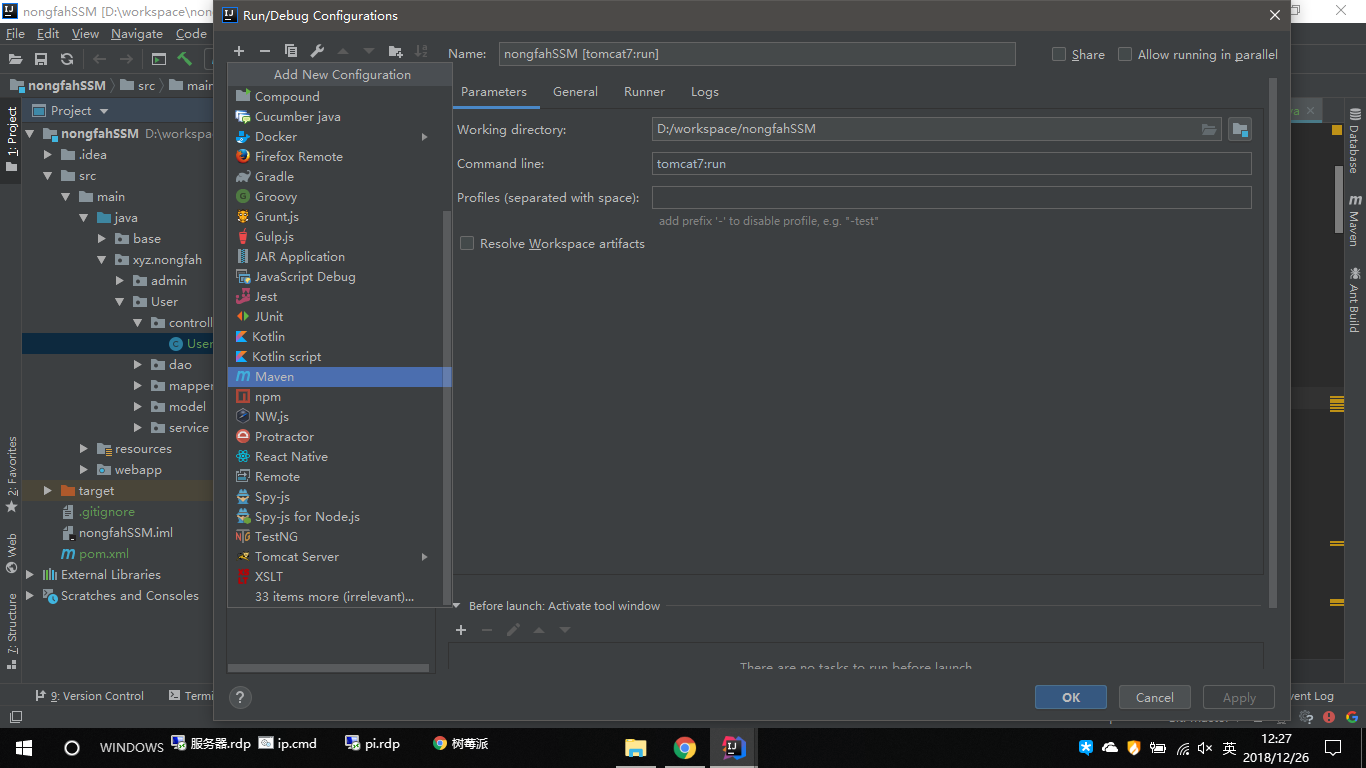 nongfahSSM [D:\workspace\non
Run/Debug Configurations
File Edit View Navigate Code
nongfahSSM src main
1: Project
Project
nongfahSSM D:\workspac
.idea
src
main
java
base
xyz.nongfah
admin
User
controll
User
dao
mapper
model
service
resources
webapp
target
.gitignore
nongfahSSM.iml
pom.xml
External Libraries
Scratches and Consoles
2: Favorites
Web
7: Structure
Add New Configuration
Compound
Cucumber java
Docker
Firefox Remote
Gradle
Groovy
Grunt.js
Gulp.js
JAR Application
JavaScript Debug
Jest
JUnit
Kotlin
Kotlin script
Maven
npm
NW.js
Protractor
React Native
Remote
Spy-js
Spy-js for Node.js
TestNG
Tomcat Server
XSLT
33 items more (irrelevant)...
Name: nongfahSSM [tomcat7:run]
Share
Allow running in parallel
Parameters General Runner Logs
Working directory: D:/workspace/nongfahSSM
Command line: tomcat7:run
Profiles (separated with space):
add prefix '-' to disable profile, e.g. "-test"
Resolve Workspace artifacts
Before launch: Activate tool window
There are no tasks to run before launch
?
OK Cancel Apply
Database
Maven
Ant Build
9: Version Control
Termi
vent Log
WINDOWS
服务器.rdp
ip.cmd
pi.rdp
树莓派
英
12:27
2018/12/26